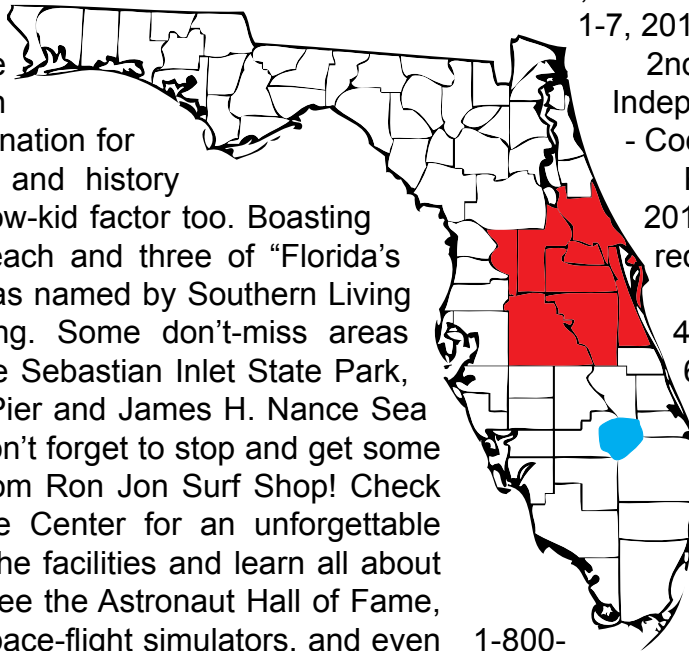 e
n
nation for
and history
ow-kid factor too. Boasting
each and three of “Florida’s
as named by Southern Living
ng. Some don’t-miss areas
e Sebastian Inlet State Park,
Pier and James H. Nance Sea
on’t forget to stop and get some
om Ron Jon Surf Shop! Check
e Center for an unforgettable
he facilities and learn all about
ee the Astronaut Hall of Fame,
pace-flight simulators, and even
1-7, 201
2nd
Indep
- Coc
201
rec
4
1-800-